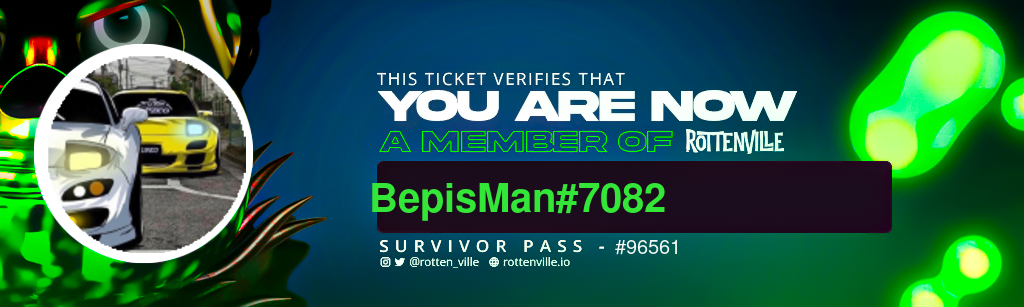 THIS TICKET VERIFIES THAT
YOU ARE NOW
A MEMBER OF ROTTENVILLE
BepisMan#7082
SURVIVOR PASS - #96561
@rotten_ville rottenville.io